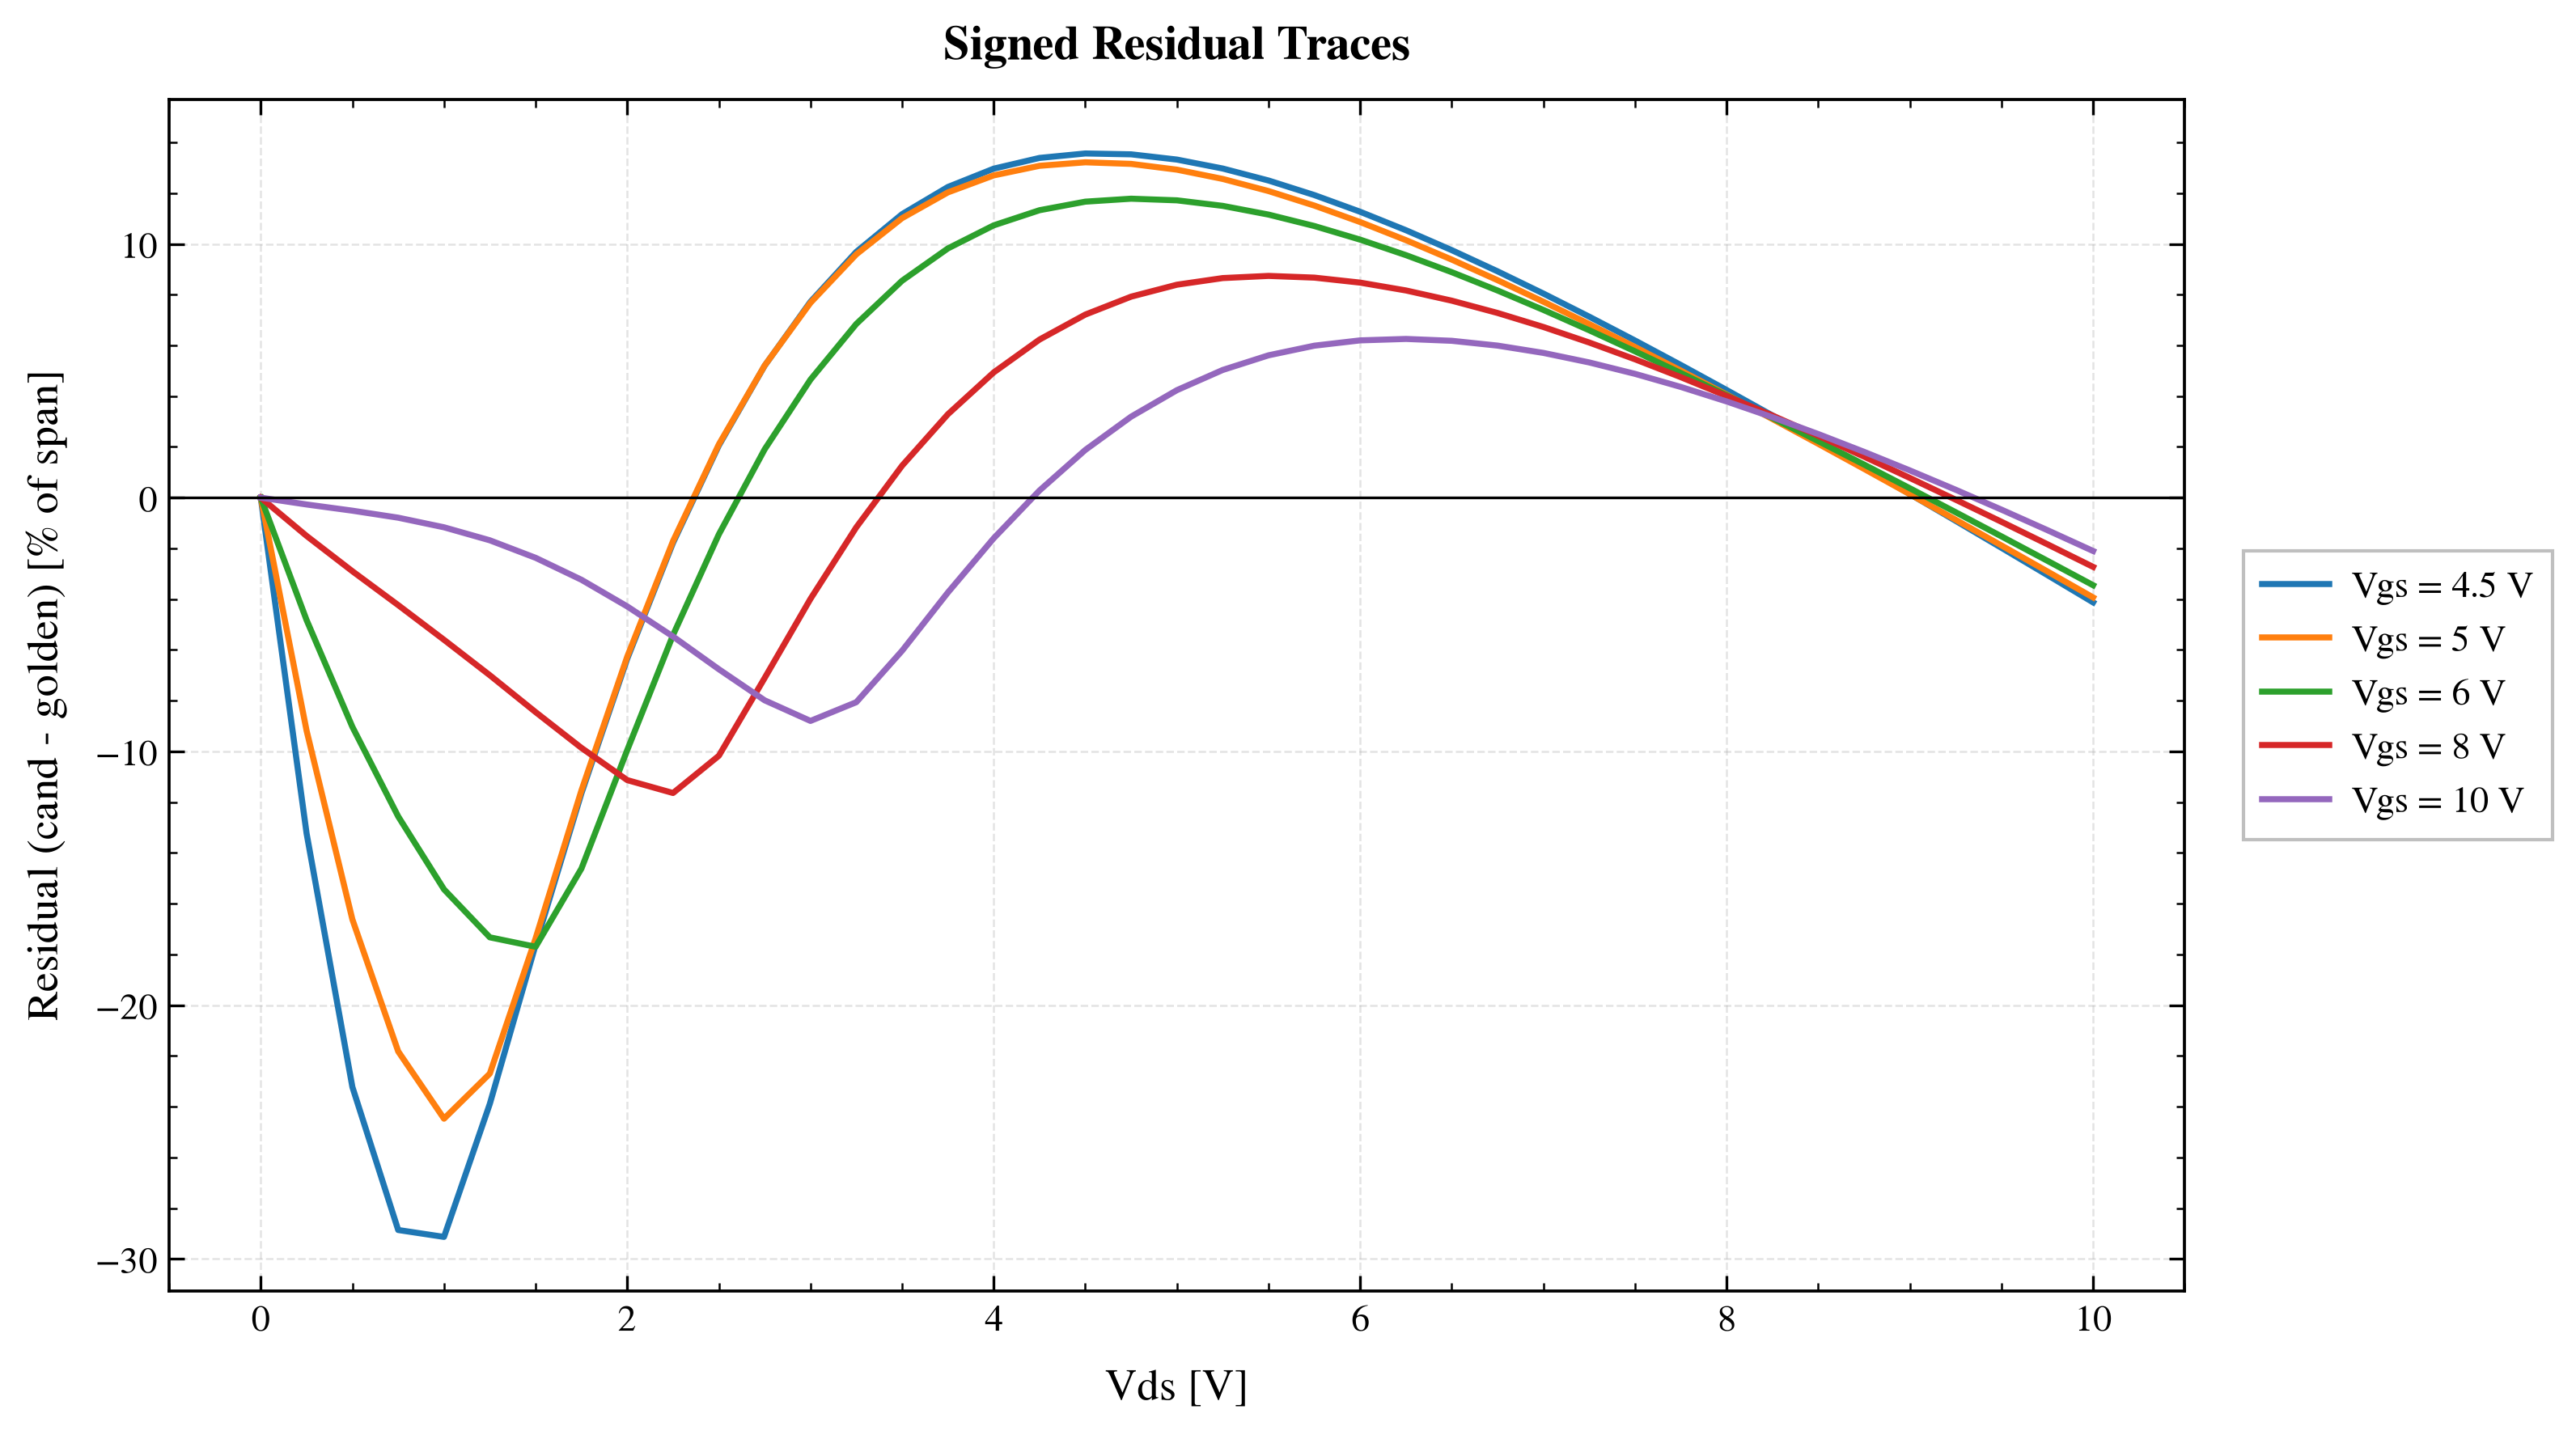 Signed Residual Traces
Residual (cand - golden) [% of span]
10
0
−10
−20
−30
0
2
4
6
8
10
Vds [V]
Vgs = 4.5 V
Vgs = 5 V
Vgs = 6 V
Vgs = 8 V
Vgs = 10 V